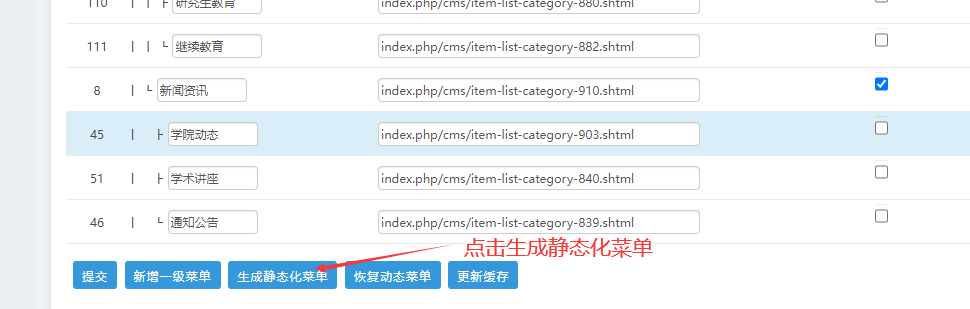 110 研究生教育 index.php/cms/item-list-category-880.shtml
111 继续教育 index.php/cms/item-list-category-882.shtml
8 新闻资讯 index.php/cms/item-list-category-910.shtml
45 学院动态 index.php/cms/item-list-category-903.shtml
51 学术讲座 index.php/cms/item-list-category-840.shtml
46 通知公告 index.php/cms/item-list-category-839.shtml
点击生成静态化菜单
提交 新增一级菜单 生成静态化菜单 恢复动态菜单 更新缓存